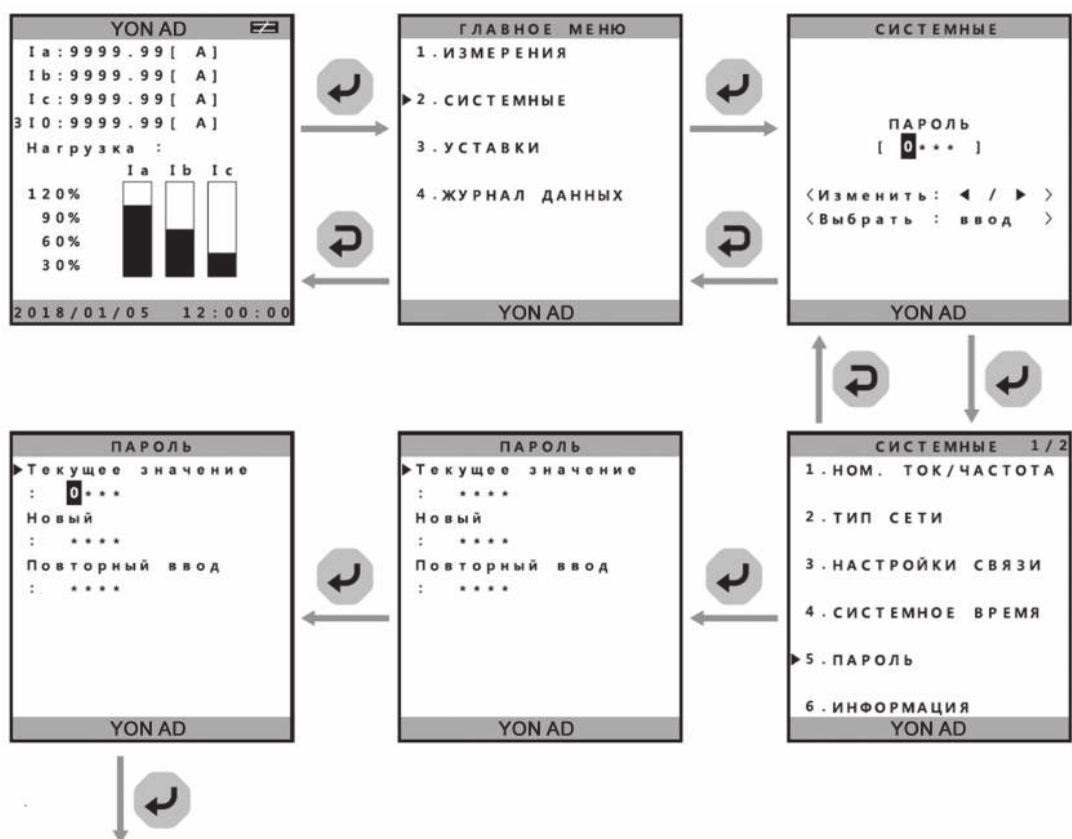 YON AD
Ia:9999.99[ A]
Ib:9999.99[ A]
Ic:9999.99[ A]
3I0:9999.99[ A]
Нагрузка :
Ia Ib Ic
120%
90%
60%
30%
2018/01/05 12:00:00
ГЛАВНОЕ МЕНЮ
1.ИЗМЕРЕНИЯ
▶2.СИСТЕМНЫЕ
3.УСТАВКИ
4.ЖУРНАЛ ДАННЫХ
YON AD
СИСТЕМНЫЕ
ПАРОЛЬ
[ 0*** ]
<Изменить: ◀ / ▶ >
<Выбрать : ввод >
YON AD
ПАРОЛЬ
▶Текущее значение
: 0***
Новый
: ****
Повторный ввод
: ****
YON AD
ПАРОЛЬ
▶Текущее значение
: ****
Новый
: ****
Повторный ввод
: ****
YON AD
СИСТЕМНЫЕ 1/2
1.НОМ. ТОК/ЧАСТОТА
2.ТИП СЕТИ
3.НАСТРОЙКИ СВЯЗИ
4.СИСТЕМНОЕ ВРЕМЯ
▶5.ПАРОЛЬ
6.ИНФОРМАЦИЯ
YON AD